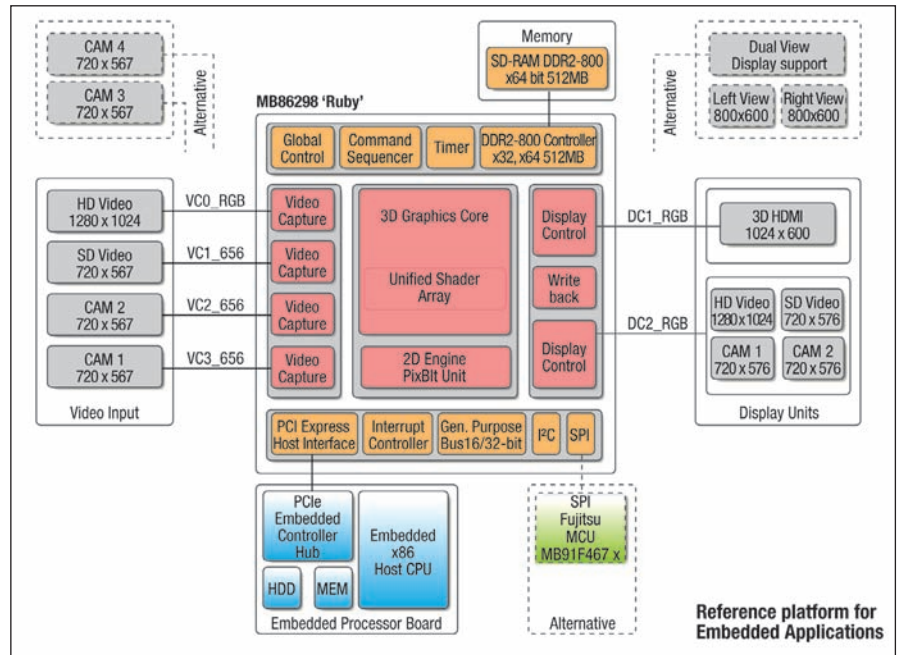 CAM 4
720 x 567
CAM 3
720 x 567
Alternative
Memory
SD-RAM DDR2-800
x64 bit 512MB
Dual View
Display support
Left View
800x600
Right View
800x600
Alternative
MB86298 'Ruby'
Global
Control
Command
Sequencer
Timer
DDR2-800 Controller
x32, x64 512MB
HD Video
1280 x 1024
SD Video
720 x 567
CAM 2
720 x 567
CAM 1
720 x 567
Video Input
VC0_RGB
VC1_656
VC2_656
VC3_656
Video
Capture
Video
Capture
Video
Capture
Video
Capture
3D Graphics Core
Unified Shader
Array
2D Engine
PixBlt Unit
Display
Control
Write
back
Display
Control
DC1_RGB
DC2_RGB
3D HDMI
1024 x 600
HD Video
1280x1024
SD Video
720 x 576
CAM 1
720 x 576
CAM 2
720 x 576
Display Units
PCI Express
Host Interface
Interrupt
Controller
Gen. Purpose
Bus16/32-bit
I²C
SPI
PCIe
Embedded
Controller
Hub
HDD
MEM
Embedded
x86
Host CPU
Embedded Processor Board
SPI
Fujitsu
MCU
MB91F467 x
Alternative
Reference platform for
Embedded Applications